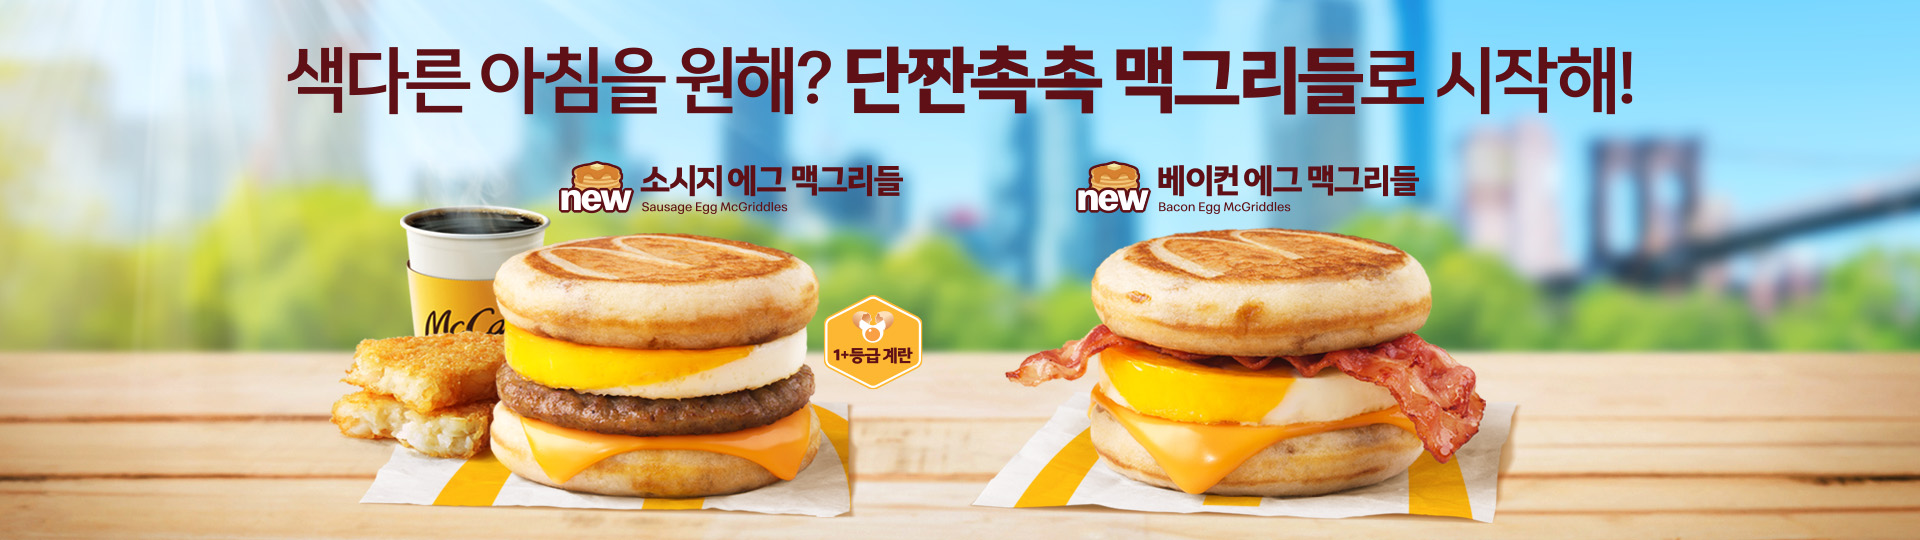 색다른 아침을 원해? 단짠촉촉 맥그리들로 시작해!
new 소시지 에그 맥그리들
Sausage Egg McGriddles
new 베이컨 에그 맥그리들
Bacon Egg McGriddles
McCa
1+등급 계란